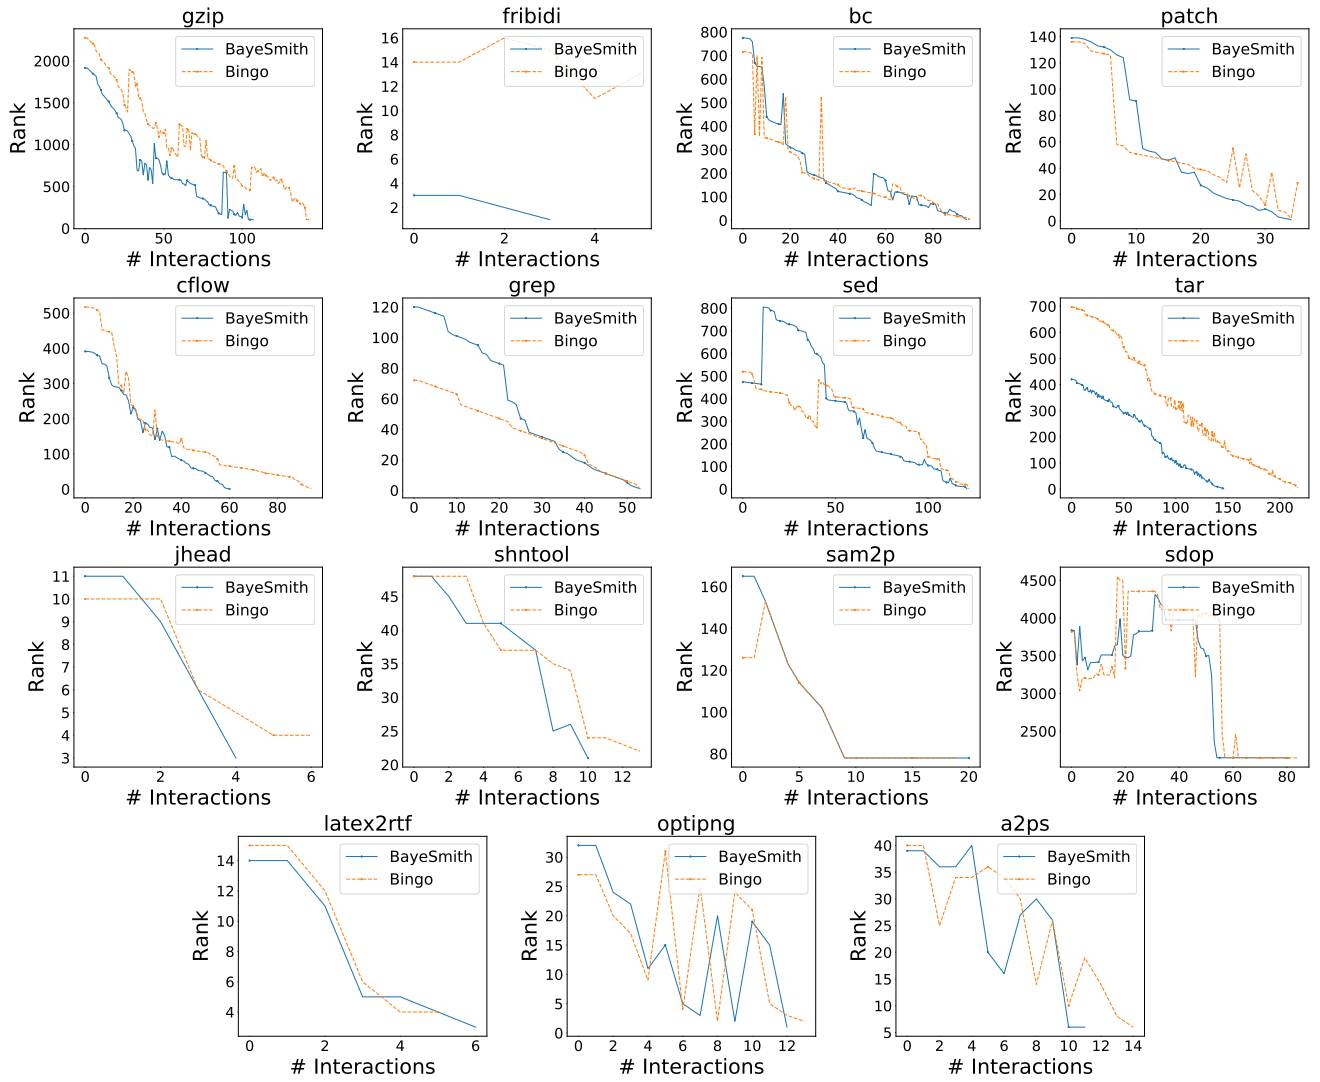 gzip
BayeSmith
Bingo
Rank
2000
1500
1000
500
0
0 50 100
# Interactions
fribidi
BayeSmith
Bingo
Rank
16
14
12
10
8
6
4
2
0 2 4
# Interactions
bc
BayeSmith
Bingo
Rank
800
700
600
500
400
300
200
100
0
0 20 40 60 80
# Interactions
patch
BayeSmith
Bingo
Rank
140
120
100
80
60
40
20
0
0 10 20 30
# Interactions
cflow
BayeSmith
Bingo
Rank
500
400
300
200
100
0
0 20 40 60 80
# Interactions
grep
BayeSmith
Bingo
Rank
120
100
80
60
40
20
0
0 10 20 30 40 50
# Interactions
sed
BayeSmith
Bingo
Rank
800
700
600
500
400
300
200
100
0
0 50 100
# Interactions
tar
BayeSmith
Bingo
Rank
700
600
500
400
300
200
100
0
0 50 100 150 200
# Interactions
jhead
BayeSmith
Bingo
Rank
11
10
9
8
7
6
5
4
3
0 2 4 6
# Interactions
shntool
BayeSmith
Bingo
Rank
45
40
35
30
25
20
0 2 4 6 8 10 12
# Interactions
sam2p
BayeSmith
Bingo
Rank
160
140
120
100
80
0 5 10 15 20
# Interactions
sdop
BayeSmith
Bingo
Rank
4500
4000
3500
3000
2500
0 20 40 60 80
# Interactions
latex2rtf
BayeSmith
Bingo
Rank
14
12
10
8
6
4
0 2 4 6
# Interactions
optipng
BayeSmith
Bingo
Rank
30
25
20
15
10
5
0
0 2 4 6 8 10 12
# Interactions
a2ps
BayeSmith
Bingo
Rank
40
35
30
25
20
15
10
5
0 2 4 6 8 10 12 14
# Interactions